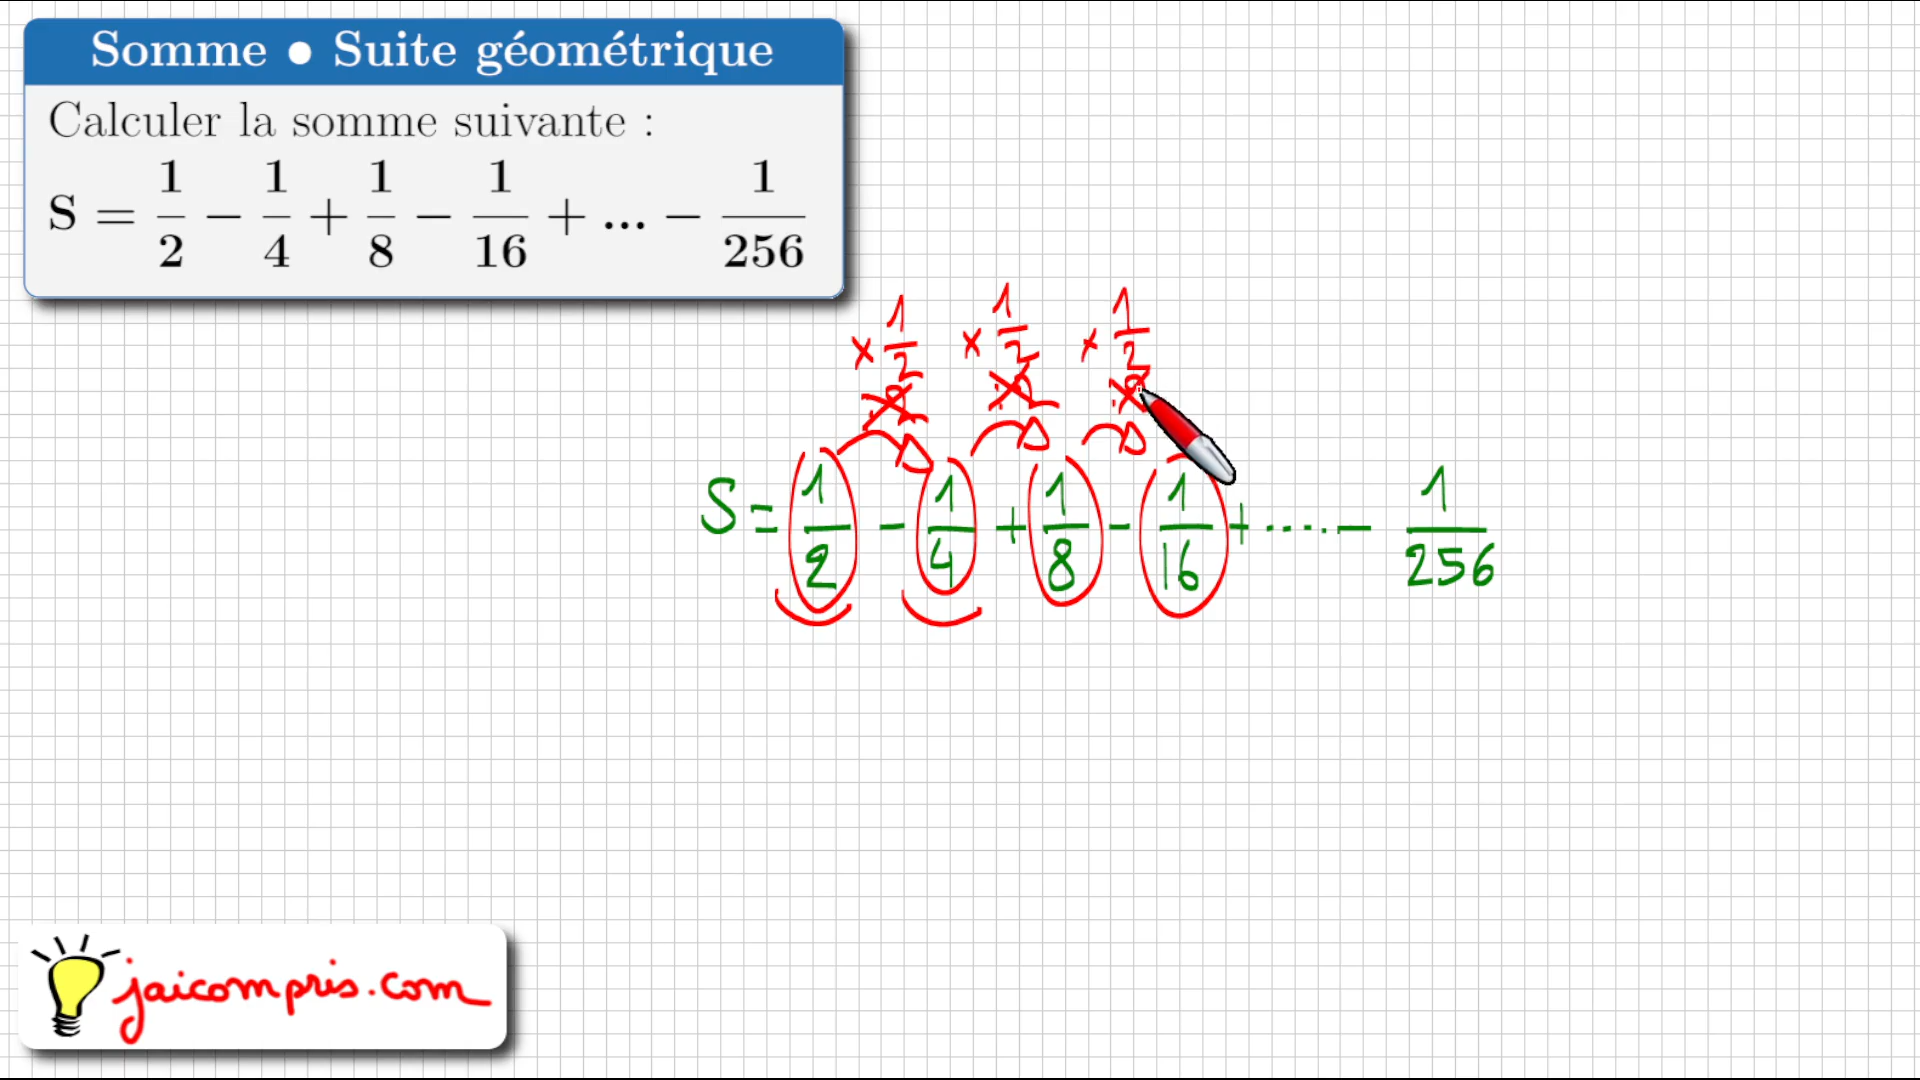 Somme • Suite géométrique
Calculer la somme suivante :
S = 1/2 − 1/4 + 1/8 − 1/16 + ... − 1/256
× 1/2 × 1/2 × 1/2
S = 1/2 − 1/4 + 1/8 − 1/16 + ..... − 1/256
jaicompris.com